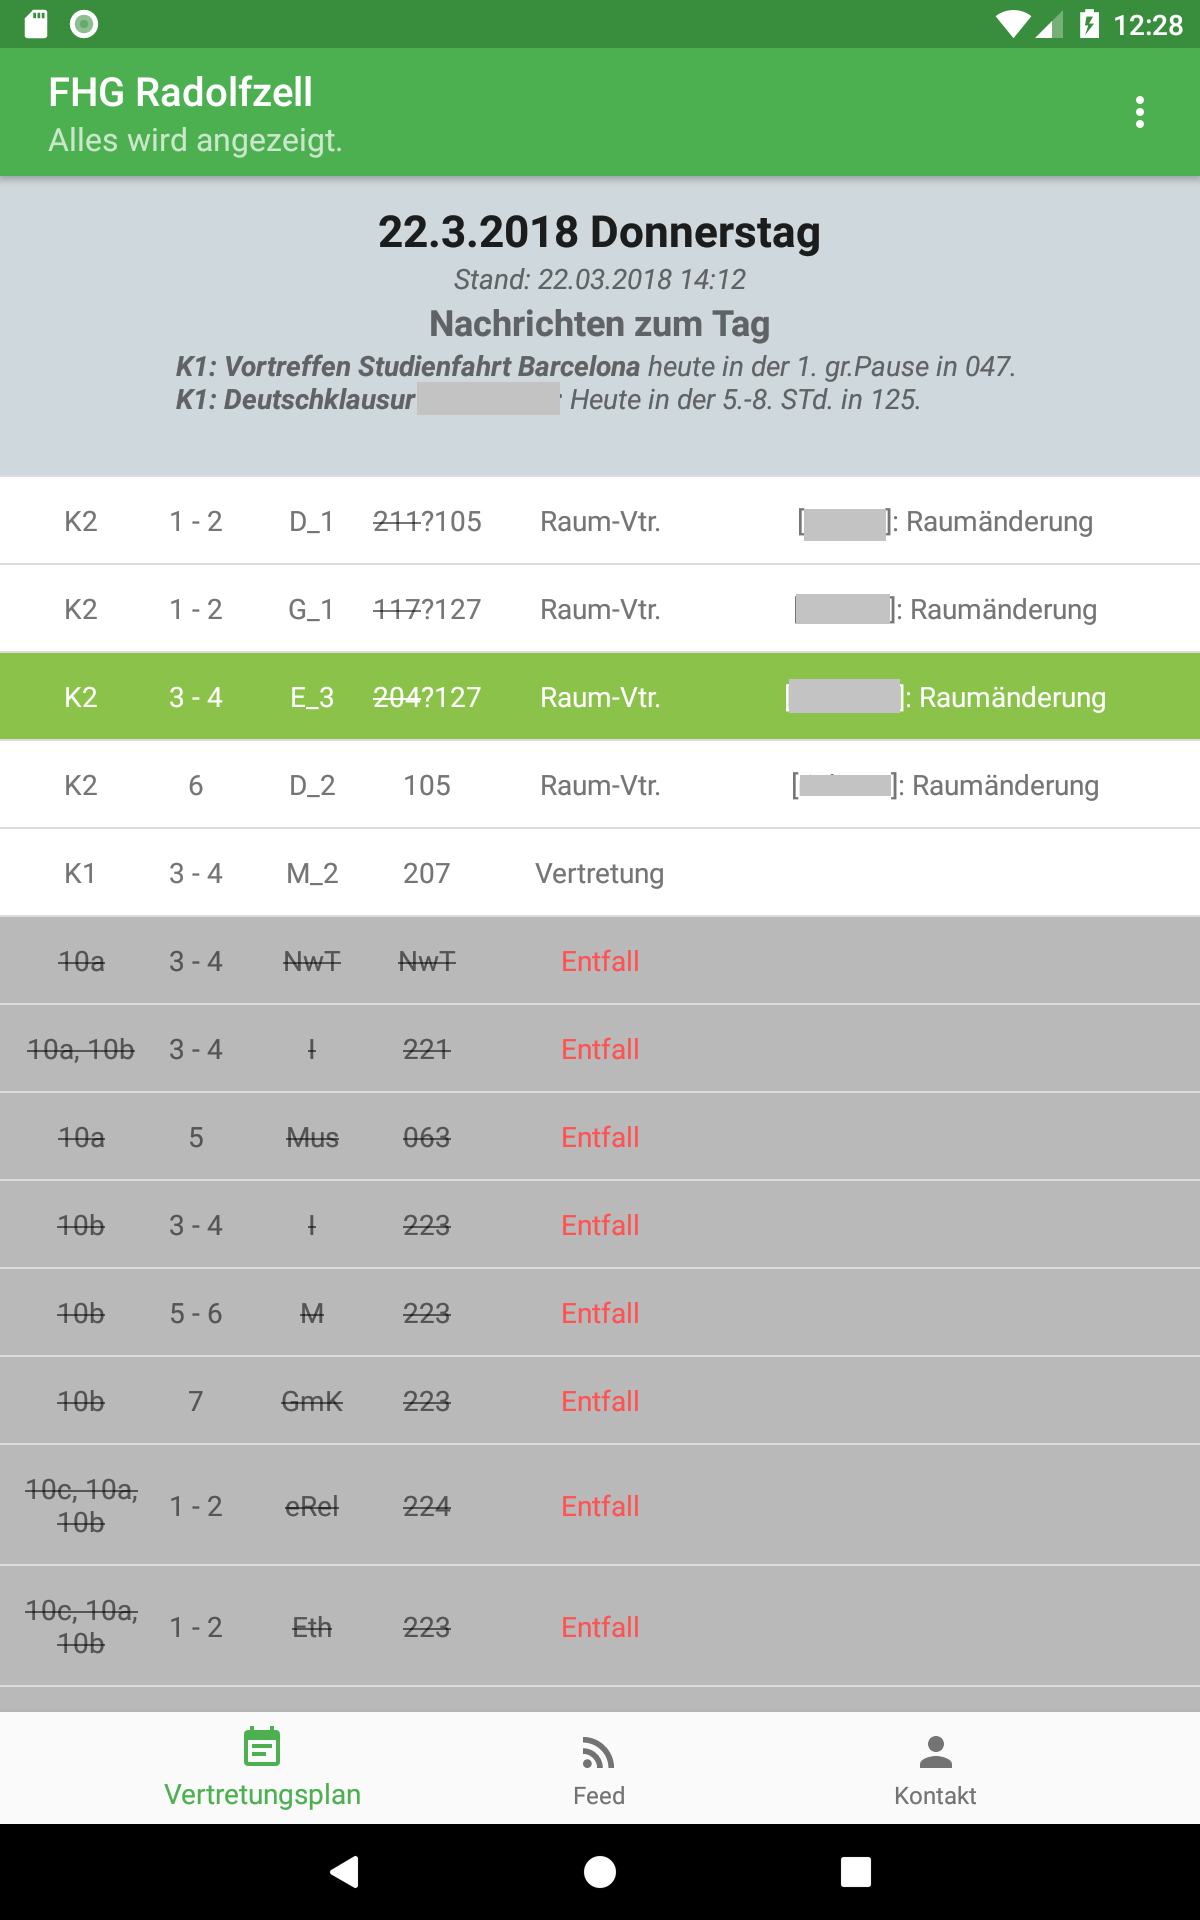 12:28
FHG Radolfzell
Alles wird angezeigt.
22.3.2018 Donnerstag
Stand: 22.03.2018 14:12
Nachrichten zum Tag
K1: Vortreffen Studienfahrt Barcelona heute in der 1. gr.Pause in 047.
K1: Deutschklausur : Heute in der 5.-8. STd. in 125.
K2 1 - 2 D_1 211?105 Raum-Vtr. [ ]: Raumänderung
K2 1 - 2 G_1 117?127 Raum-Vtr. [ ]: Raumänderung
K2 3 - 4 E_3 204?127 Raum-Vtr. [ ]: Raumänderung
K2 6 D_2 105 Raum-Vtr. [ ]: Raumänderung
K1 3 - 4 M_2 207 Vertretung
10a 3 - 4 NwT NwT Entfall
10a, 10b 3 - 4 I 221 Entfall
10a 5 Mus 063 Entfall
10b 3 - 4 I 223 Entfall
10b 5 - 6 M 223 Entfall
10b 7 GmK 223 Entfall
10c, 10a,
10b 1 - 2 eRel 224 Entfall
10c, 10a,
10b 1 - 2 Eth 223 Entfall
Vertretungsplan Feed Kontakt